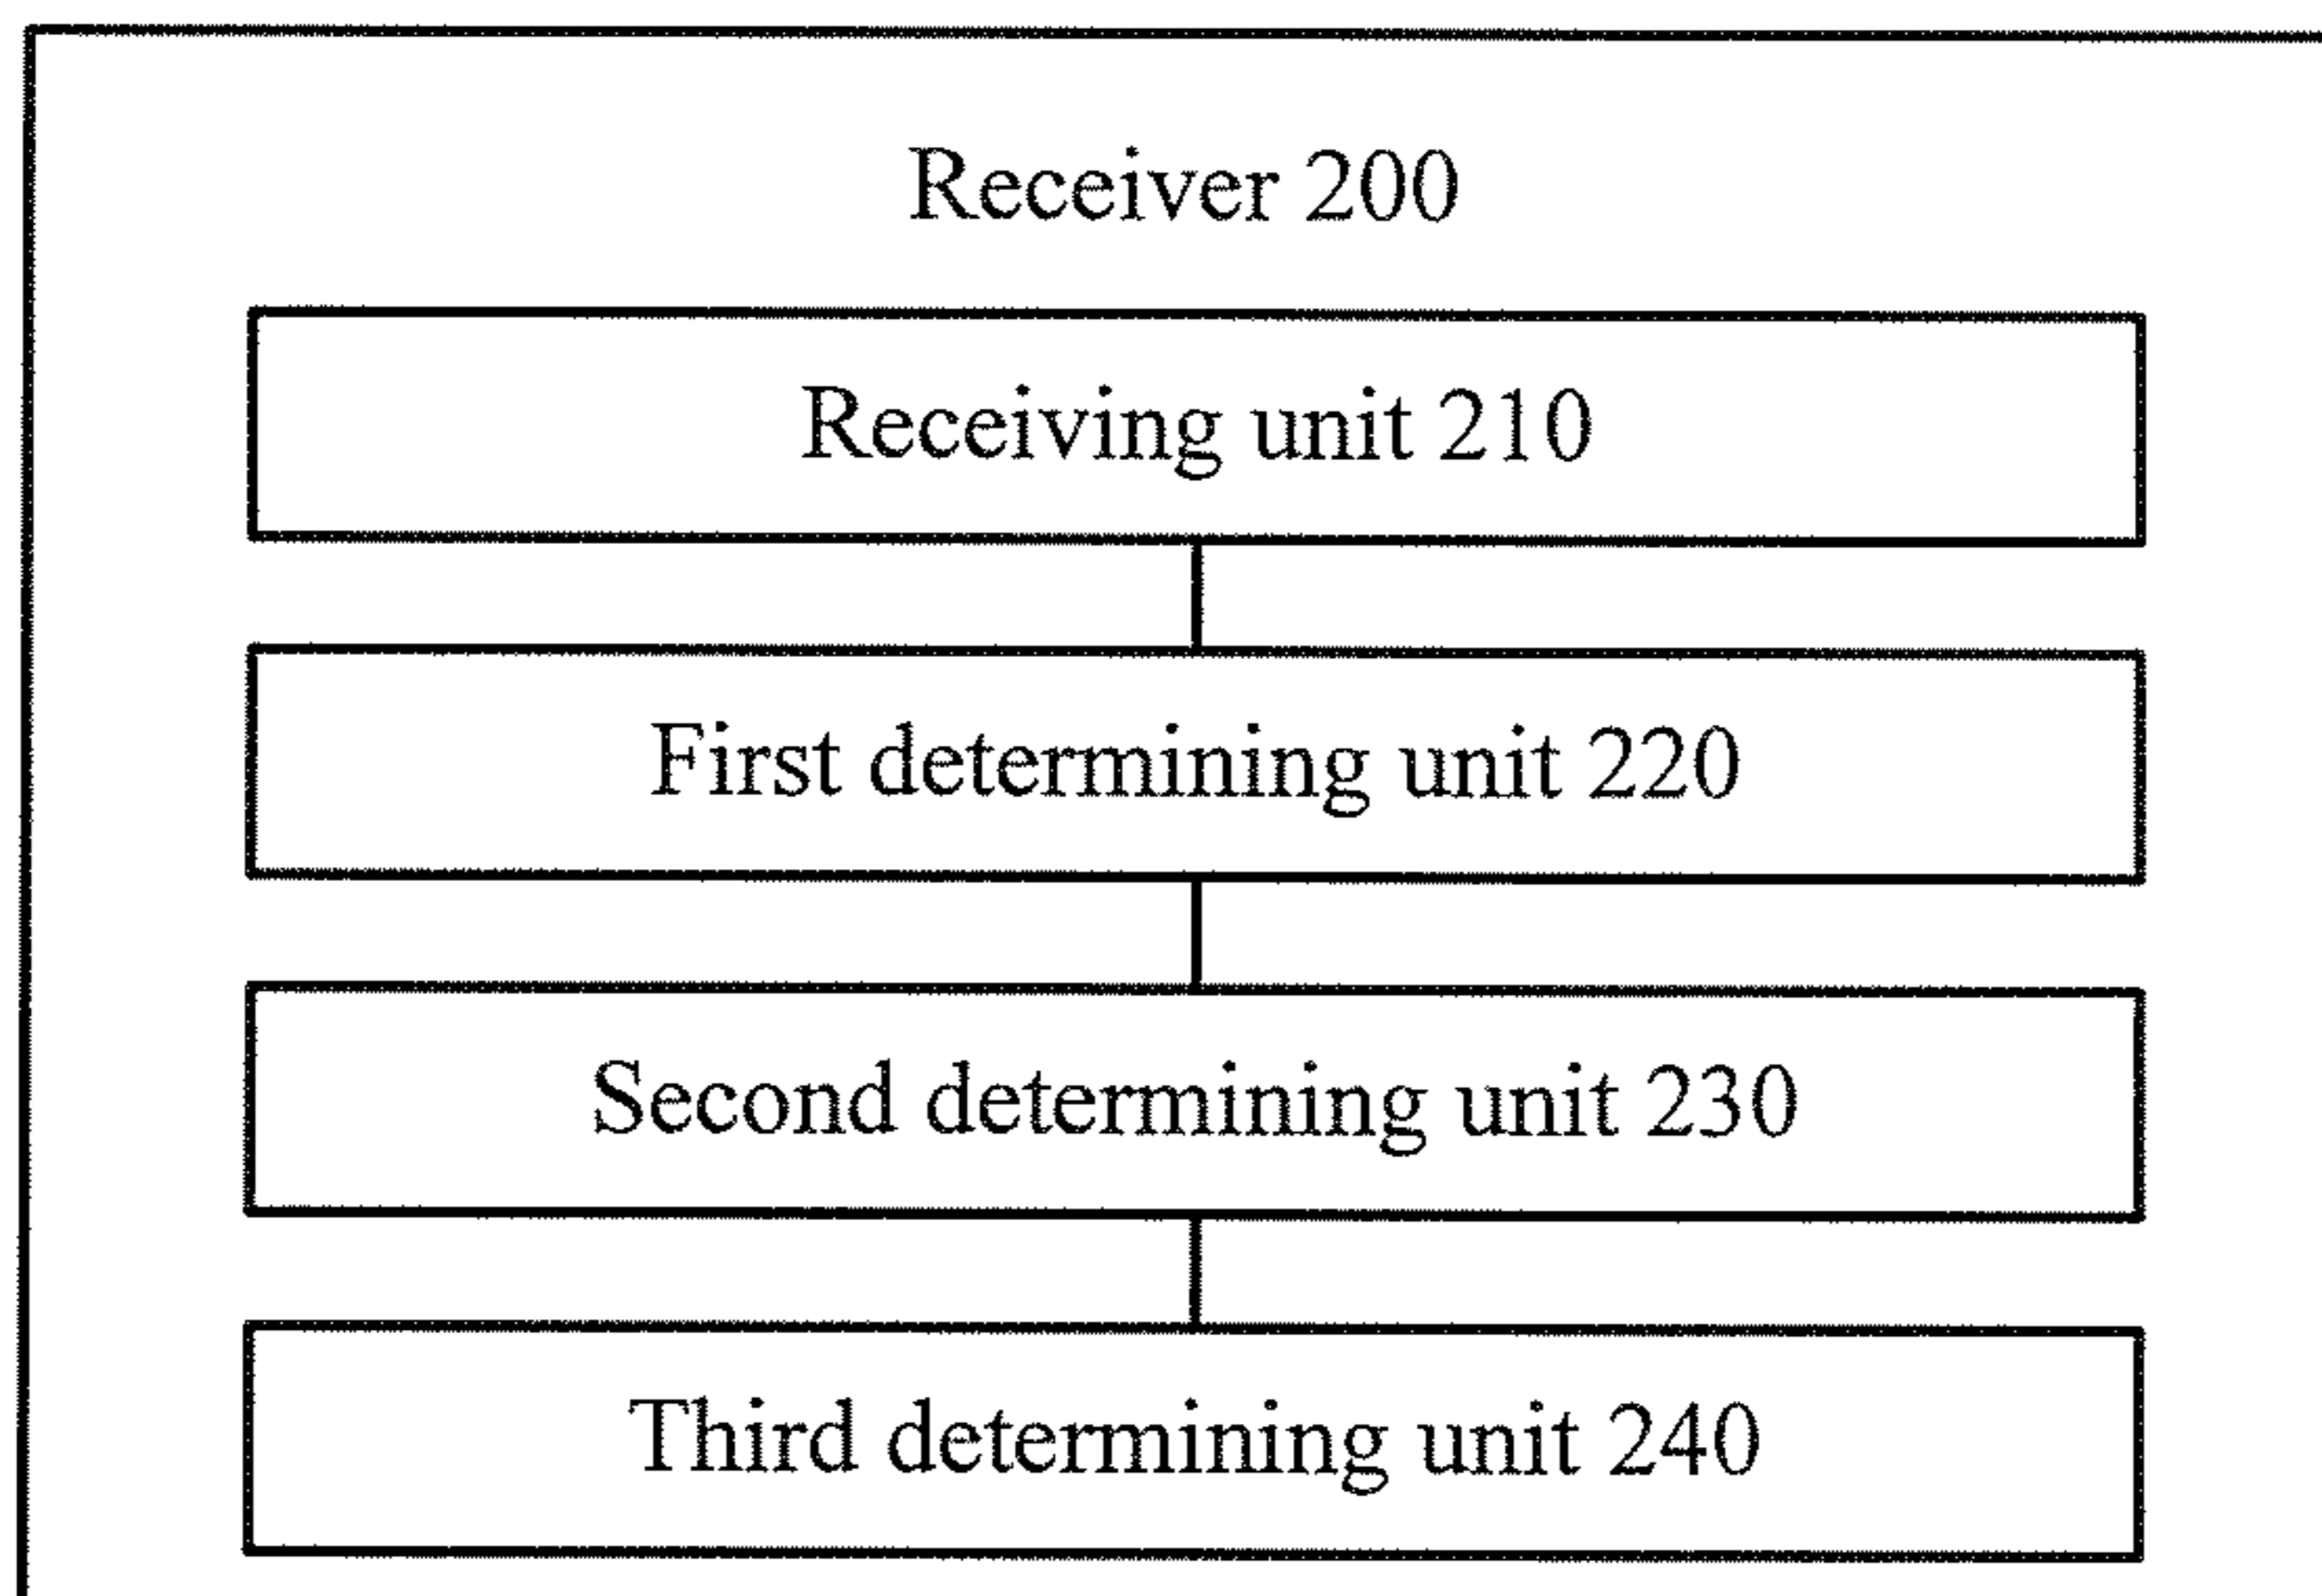 Receiver 200
Receiving unit 210
First determining unit 220
Second determining unit 230
Third determining unit 240